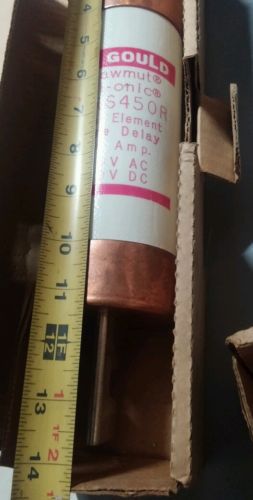 GOULD
awmut®
-onic®
S450R
Element
Delay
Amp.
V AC
V DC
4
5
6
7
8
9
10
11
1F
12
13
1F 2
14